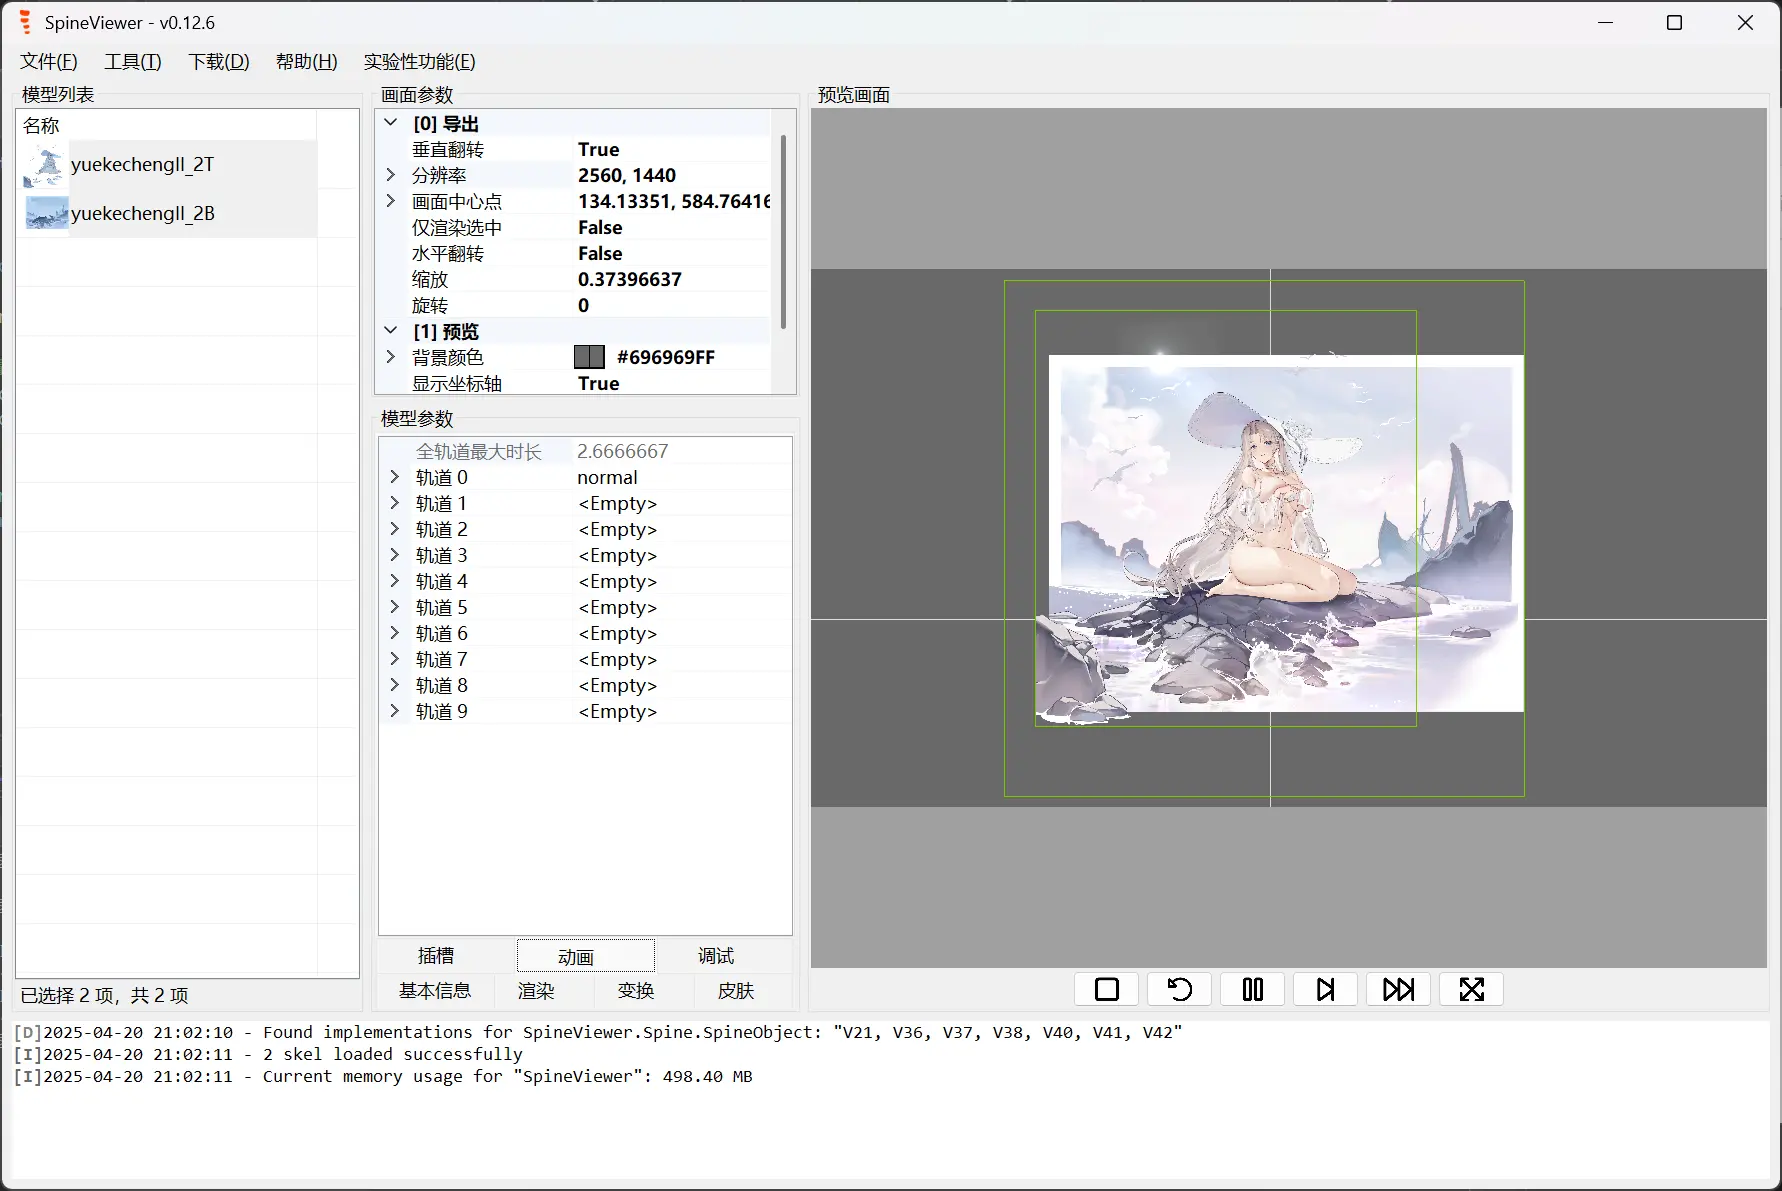 SpineViewer - v0.12.6
文件(F) 工具(T) 下载(D) 帮助(H) 实验性功能(E)
模型列表
名称
yuekechengII_2T
yuekechengII_2B
已选择 2 项，共 2 项
画面参数
[0] 导出
垂直翻转 True
分辨率 2560, 1440
画面中心点 134.13351, 584.76416
仅渲染选中 False
水平翻转 False
缩放 0.37396637
旋转 0
[1] 预览
背景颜色 #696969FF
显示坐标轴 True
模型参数
全轨道最大时长 2.6666667
轨道 0 normal
轨道 1 <Empty>
轨道 2 <Empty>
轨道 3 <Empty>
轨道 4 <Empty>
轨道 5 <Empty>
轨道 6 <Empty>
轨道 7 <Empty>
轨道 8 <Empty>
轨道 9 <Empty>
插槽 动画 调试
基本信息 渲染 变换 皮肤
预览画面
[D]2025-04-20 21:02:10 - Found implementations for SpineViewer.Spine.SpineObject: "V21, V36, V37, V38, V40, V41, V42"
[I]2025-04-20 21:02:11 - 2 skel loaded successfully
[I]2025-04-20 21:02:11 - Current memory usage for "SpineViewer": 498.40 MB